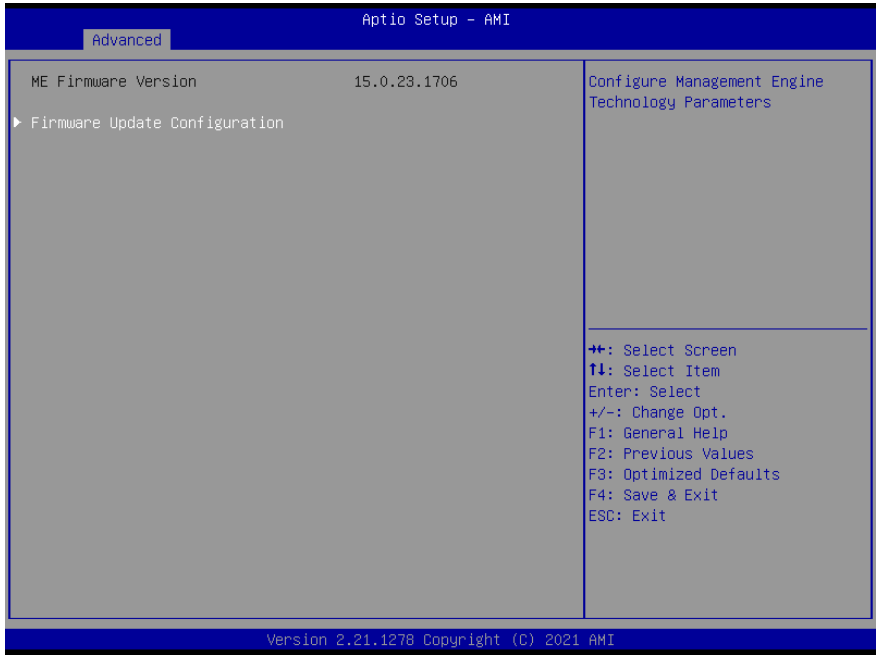 Aptio Setup – AMI
Advanced
ME Firmware Version 15.0.23.1706
▶ Firmware Update Configuration
Configure Management Engine
Technology Parameters
→←: Select Screen
↑↓: Select Item
Enter: Select
+/-: Change Opt.
F1: General Help
F2: Previous Values
F3: Optimized Defaults
F4: Save & Exit
ESC: Exit
Version 2.21.1278 Copyright (C) 2021 AMI